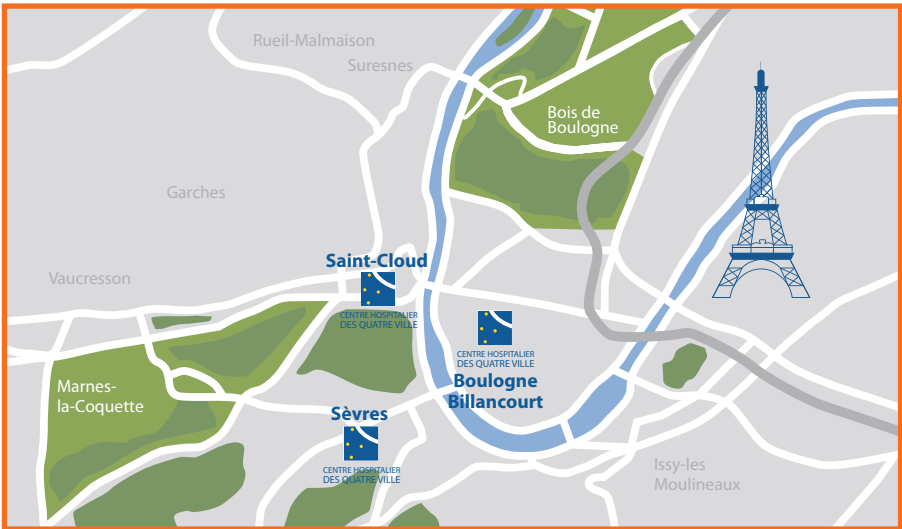 Rueil-Malmaison
Suresnes
Bois de
Boulogne
Garches
Saint-Cloud
Vaucresson
CENTRE HOSPITALIER
DES QUATRE VILLE
CENTRE HOSPITALIER
DES QUATRE VILLE
Boulogne
Billancourt
Marnes-
la-Coquette
Sèvres
CENTRE HOSPITALIER
DES QUATRE VILLE
Issy-les
Moulineaux